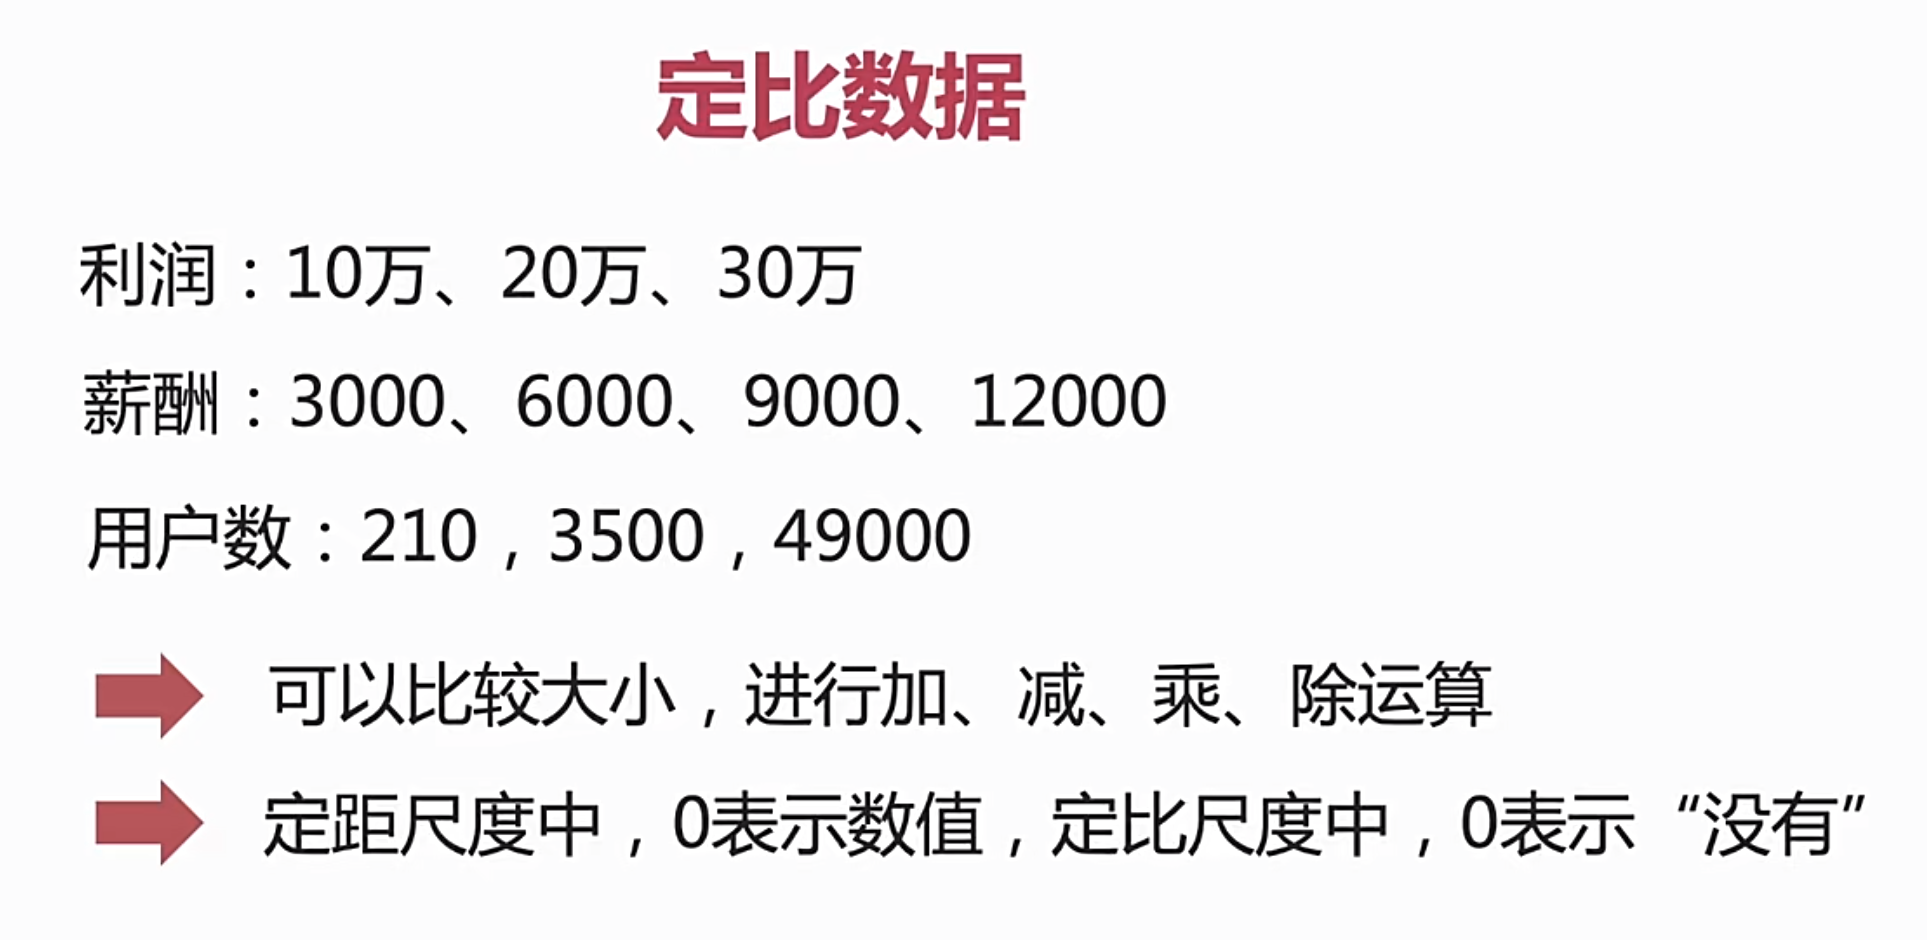 定比数据
利润：10万、20万、30万
薪酬：3000、6000、9000、12000
用户数：210，3500，49000
可以比较大小，进行加、减、乘、除运算
定距尺度中，0表示数值，定比尺度中，0表示“没有”